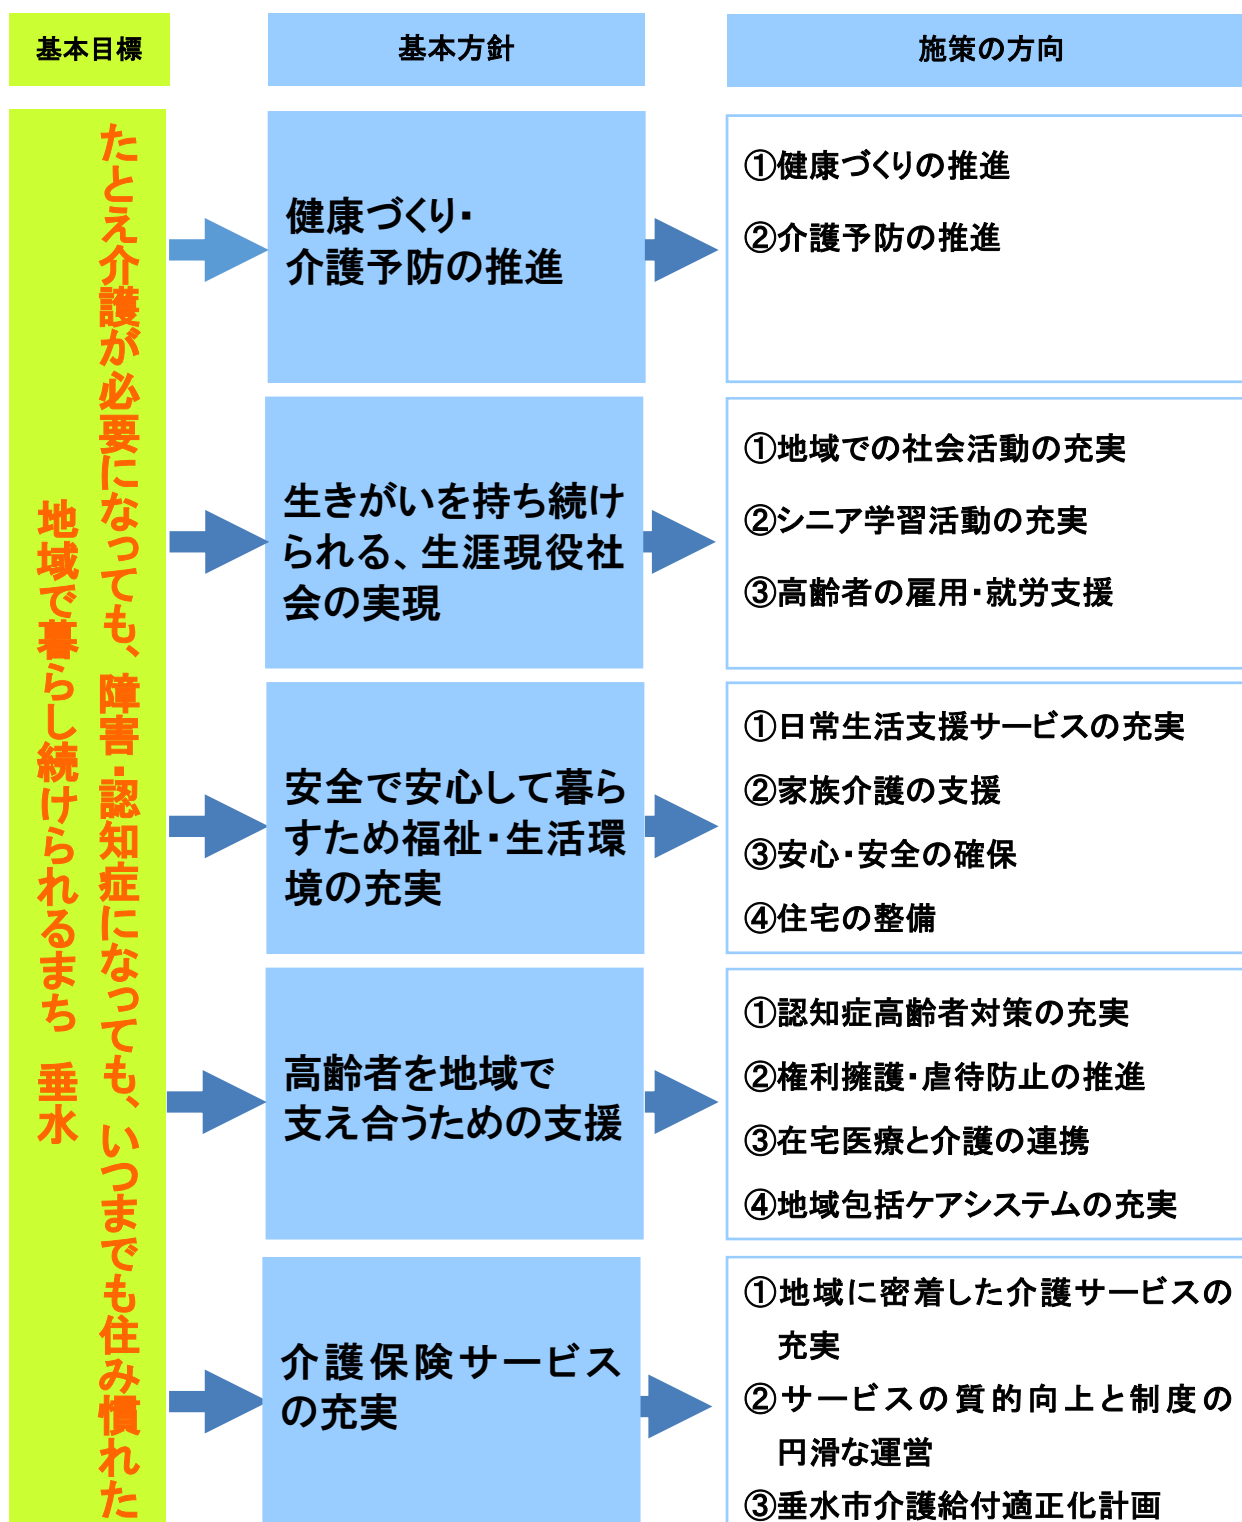 基本目標
基本方針
施策の方向
たとえ介護が必要になっても、障害・認知症になっても、いつまでも住み慣れた
地域で暮らし続けられるまち　垂水
健康づくり・
介護予防の推進
①健康づくりの推進
②介護予防の推進
生きがいを持ち続け
られる、生涯現役社
会の実現
①地域での社会活動の充実
②シニア学習活動の充実
③高齢者の雇用・就労支援
安全で安心して暮ら
すため福祉・生活環
境の充実
①日常生活支援サービスの充実
②家族介護の支援
③安心・安全の確保
④住宅の整備
高齢者を地域で
支え合うための支援
①認知症高齢者対策の充実
②権利擁護・虐待防止の推進
③在宅医療と介護の連携
④地域包括ケアシステムの充実
介護保険サービス
の充実
①地域に密着した介護サービスの
充実
②サービスの質的向上と制度の
円滑な運営
③垂水市介護給付適正化計画